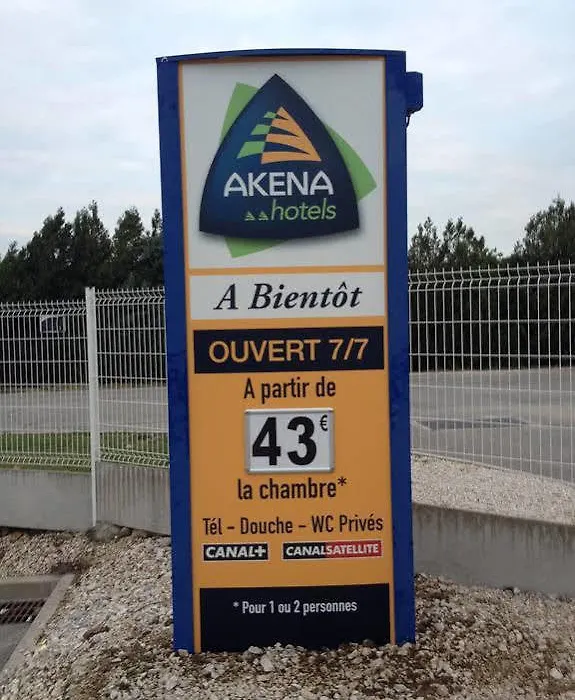 AKENA
hotels
A Bientôt
OUVERT 7/7
A partir de
43€
la chambre*
Tél - Douche - WC Privés
CANAL+ CANALSATELLITE
* Pour 1 ou 2 personnes